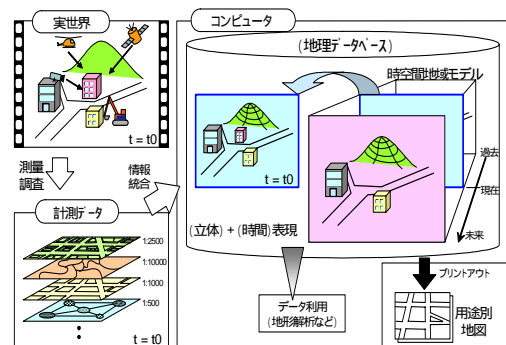 実世界
t = t0
測量
調査
情報
統合
計測データ
1:2500
1:10000
1:1000
1:500
t = t0
コンピュータ
(地理データベース)
時空間地域モデル
t = t0
過去
現在
未来
(立体) + (時間)表現
データ利用
(地形解析など)
プリントアウト
用途別
地図